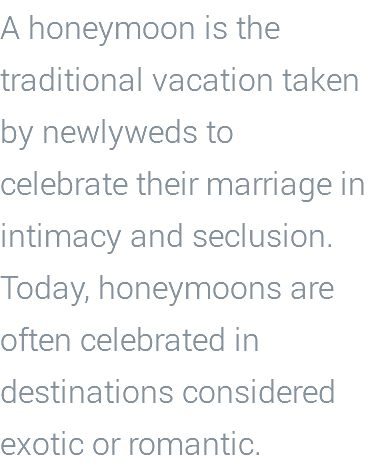 A honeymoon is the
traditional vacation taken
by newlyweds to
celebrate their marriage in
intimacy and seclusion.
Today, honeymoons are
often celebrated in
destinations considered
exotic or romantic.